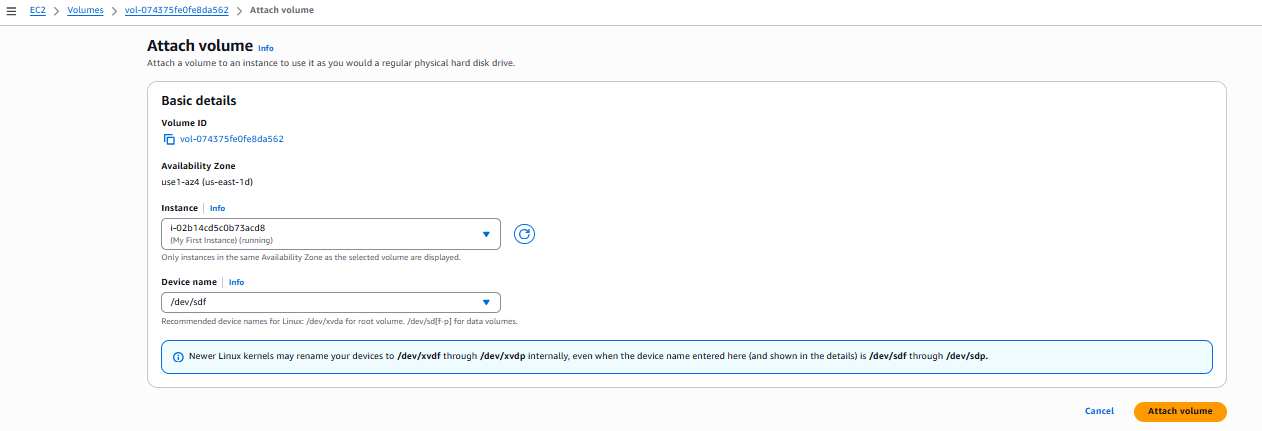 EC2 > Volumes > vol-074375fe0fe8da562 > Attach volume
Attach volume Info
Attach a volume to an instance to use it as you would a regular physical hard disk drive.
Basic details
Volume ID
vol-074375fe0fe8da562
Availability Zone
use1-az4 (us-east-1d)
Instance | Info
i-02b14cd5c0b73acd8
(My First Instance) (running)
Only instances in the same Availability Zone as the selected volume are displayed.
Device name | Info
/dev/sdf
Recommended device names for Linux: /dev/xvda for root volume. /dev/sd[f-p] for data volumes.
Newer Linux kernels may rename your devices to /dev/xvdf through /dev/xvdp internally, even when the device name entered here (and shown in the details) is /dev/sdf through /dev/sdp.
Cancel Attach volume